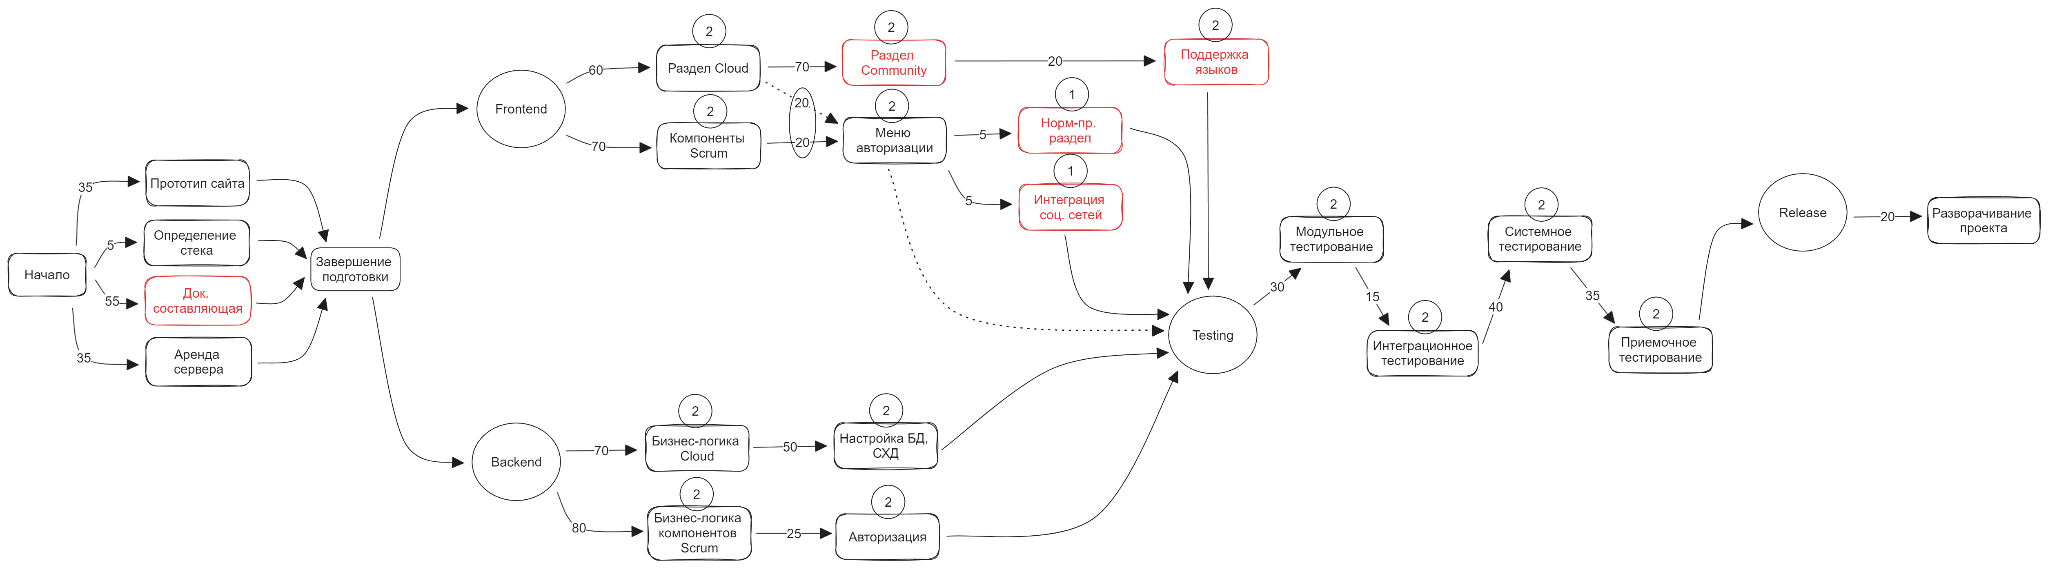 Начало
35
5
55
35
Протипип сайта
Определение
стека
Док.
составляющая
Аренда
сервера
Завершение
подготовки
Frontend
60
70
2
Раздел Cloud
2
Компоненты
Scrum
70
20
20
2
Раздел
Community
2
Меню
авторизации
20
5
5
1
Норм-пр.
раздел
1
Интеграция
соц. сетей
2
Поддержка
языков
Backend
70
80
2
Бизнес-логика
Cloud
2
Бизнес-логика
компонентов
Scrum
50
25
2
Настройка БД,
СХД
2
Авторизация
Testing
30
2
Модульное
тестирование
15
2
Интеграционное
тестирование
40
2
Системное
тестирование
35
2
Приемочное
тестирование
Release
20
Разворачивание
проекта